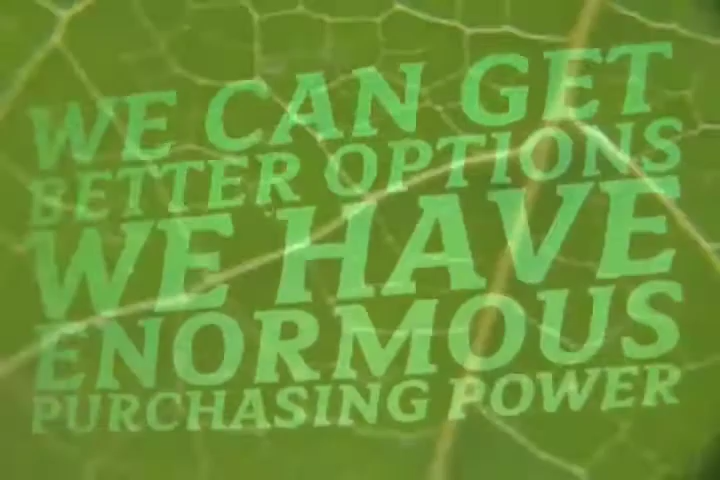 WE CAN GET
BETTER OPTIONS
WE HAVE
ENORMOUS
PURCHASING POWER